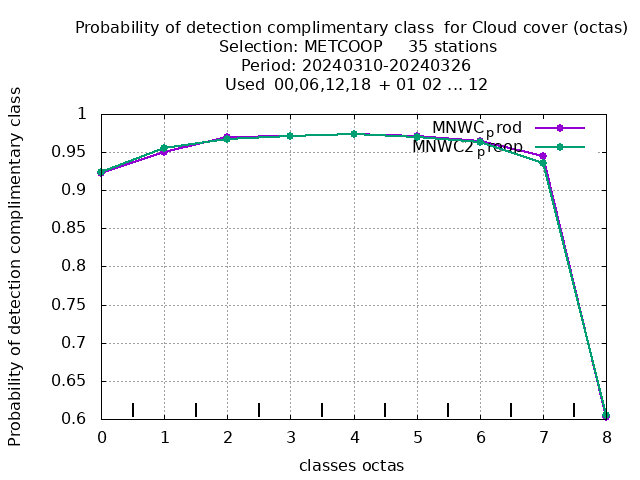 Probability of detection complimentary class  for Cloud cover (octas)
Selection: METCOOP     35 stations
Period: 20240310-20240326
Used  00,06,12,18  + 01 02 ... 12
Probability of detection complimentary class
MNWC_prod
MNWC2_preop
1
0.95
0.9
0.85
0.8
0.75
0.7
0.65
0.6
0 1 2 3 4 5 6 7 8
classes octas